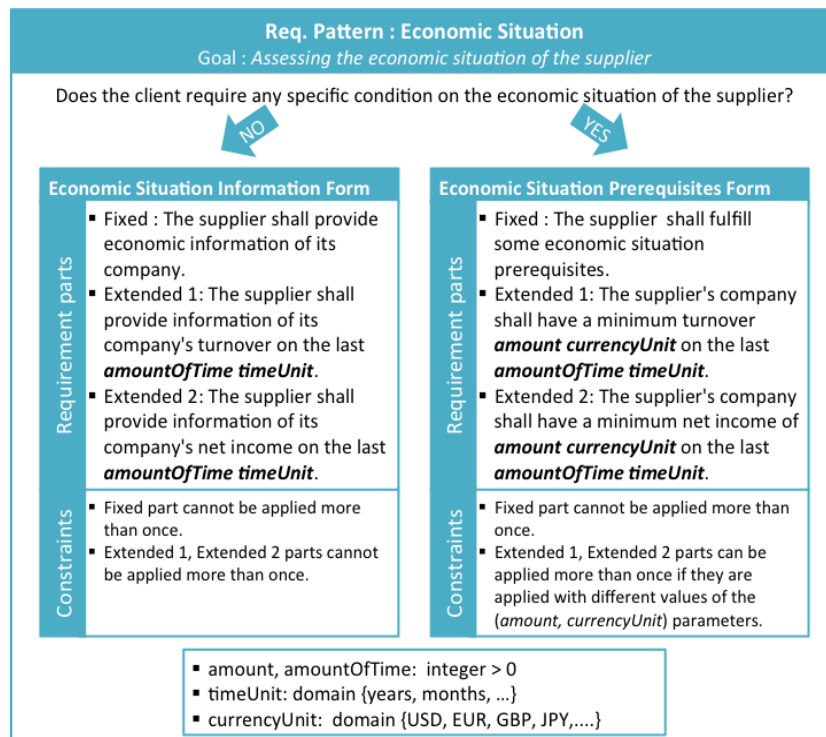 Req. Pattern : Economic Situation
Goal : Assessing the economic situation of the supplier
Does the client require any specific condition on the economic situation of the supplier?
NO
YES
Economic Situation Information Form
Requirement parts
▪ Fixed : The supplier shall provide
economic information of its
company.
▪ Extended 1: The supplier shall
provide information of its
company's turnover on the last
amountOfTime timeUnit.
▪ Extended 2: The supplier shall
provide information of its
company's net income on the last
amountOfTime timeUnit.
Constraints
▪ Fixed part cannot be applied more
than once.
▪ Extended 1, Extended 2 parts cannot
be applied more than once.
Economic Situation Prerequisites Form
Requirement parts
▪ Fixed : The supplier shall fulfill
some economic situation
prerequisites.
▪ Extended 1: The supplier's company
shall have a minimum turnover
amount currencyUnit on the last
amountOfTime timeUnit.
▪ Extended 2: The supplier's company
shall have a minimum net income of
amount currencyUnit on the last
amountOfTime timeUnit.
Constraints
▪ Fixed part cannot be applied more than
once.
▪ Extended 1, Extended 2 parts can be
applied more than once if they are
applied with different values of the
(amount, currencyUnit) parameters.
▪ amount, amountOfTime: integer > 0
▪ timeUnit: domain {years, months, ...}
▪ currencyUnit: domain {USD, EUR, GBP, JPY,....}